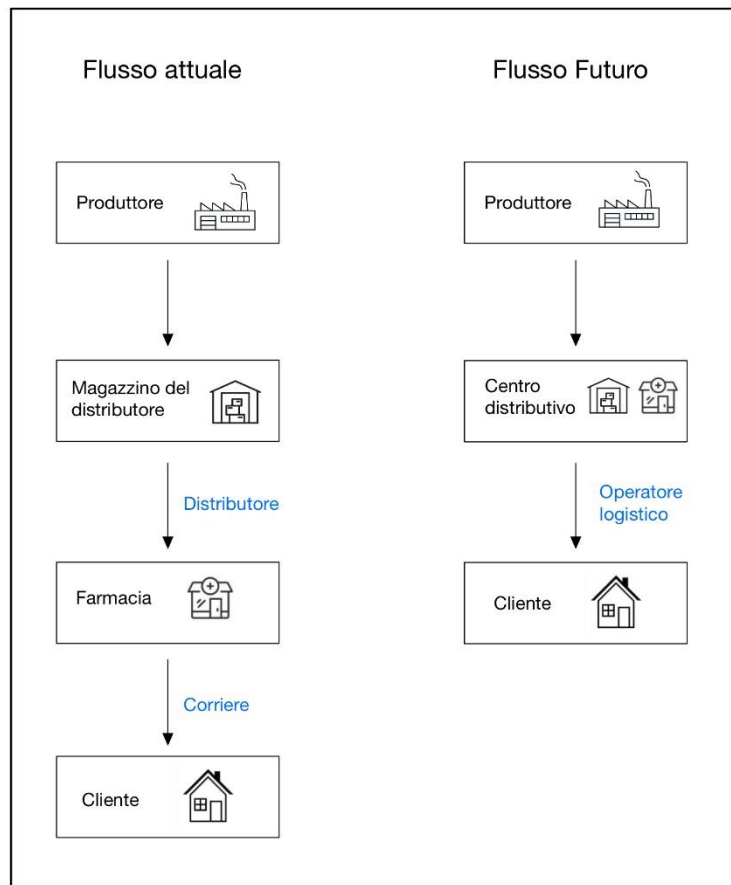 Flusso attuale
Flusso Futuro
Produttore
Produttore
Magazzino del
distributore
Centro
distributivo
Distributore
Operatore
logistico
Farmacia
Cliente
Corriere
Cliente